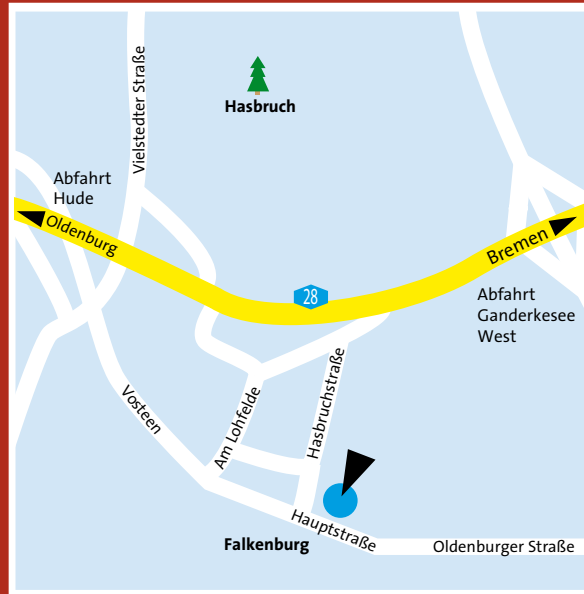 Vielstedter Straße
Hasbruch
Abfahrt
Hude
Oldenburg
Bremen
28
Abfahrt
Ganderkesee
West
Vosteen
Am Lohfelde
Hasbruchstraße
Hauptstraße
Falkenburg
Oldenburger Straße